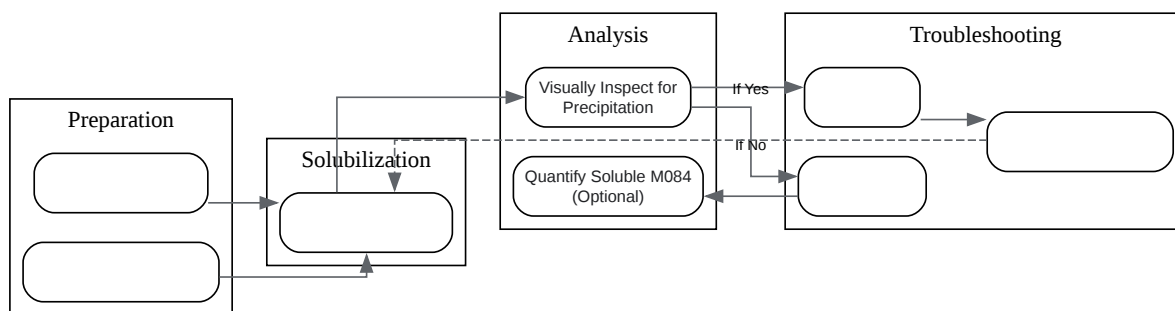 Preparation
Solubilization
Analysis
Visually Inspect for
Precipitation
Quantify Soluble M084
(Optional)
If Yes
If No
Troubleshooting